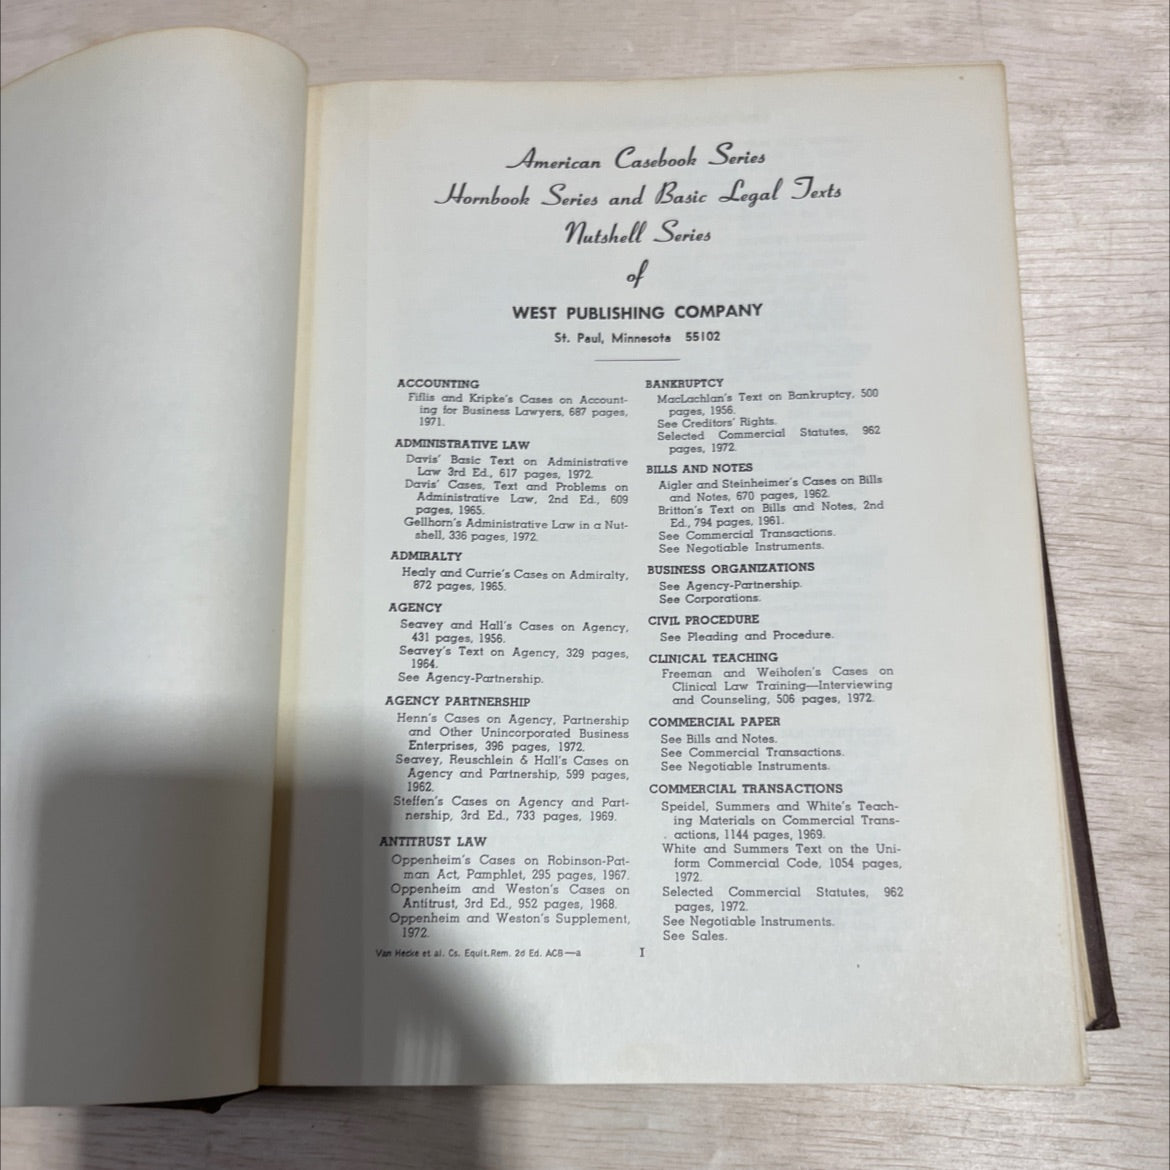 American Casebook Series
Hornbook Series and Basic Legal Texts
Nutshell Series
of
WEST PUBLISHING COMPANY
St. Paul, Minnesota 55102
ACCOUNTING
Fiflis and Kripke's Cases on Account-
ing for Business Lawyers, 687 pages,
1971.
ADMINISTRATIVE LAW
Davis' Basic Text on Administrative
Law 3rd Ed., 617 pages, 1972.
Davis' Cases, Text and Problems on
Administrative Law, 2nd Ed., 609
pages, 1965.
Gellhorn's Administrative Law in a Nut-
shell, 336 pages, 1972.
ADMIRALTY
Healy and Currie's Cases on Admiralty,
872 pages, 1965.
AGENCY
Seavey and Hall's Cases on Agency,
431 pages, 1956.
Seavey's Text on Agency, 329 pages,
1964.
See Agency-Partnership.
AGENCY PARTNERSHIP
Henn's Cases on Agency, Partnership
and Other Unincorporated Business
Enterprises, 396 pages, 1972.
Seavey, Reuschlein & Hall's Cases on
Agency and Partnership, 599 pages,
1962.
Steffen's Cases on Agency and Part-
nership, 3rd Ed., 733 pages, 1969.
ANTITRUST LAW
Oppenheim's Cases on Robinson-Pat-
man Act, Pamphlet, 295 pages, 1967.
Oppenheim and Weston's Cases on
Antitrust, 3rd Ed., 952 pages, 1968.
Oppenheim and Weston's Supplement,
1972.
BANKRUPTCY
MacLachlan's Text on Bankruptcy, 500
pages, 1956.
See Creditors' Rights.
Selected Commercial Statutes, 962
pages, 1972.
BILLS AND NOTES
Aigler and Steinheimer's Cases on Bills
and Notes, 670 pages, 1962.
Britton's Text on Bills and Notes, 2nd
Ed., 794 pages, 1961.
See Commercial Transactions.
See Negotiable Instruments.
BUSINESS ORGANIZATIONS
See Agency-Partnership.
See Corporations.
CIVIL PROCEDURE
See Pleading and Procedure.
CLINICAL TEACHING
Freeman and Weihofen's Cases on
Clinical Law Training—Interviewing
and Counseling, 506 pages, 1972.
COMMERCIAL PAPER
See Bills and Notes.
See Commercial Transactions.
See Negotiable Instruments.
COMMERCIAL TRANSACTIONS
Speidel, Summers and White's Teach-
ing Materials on Commercial Trans-
actions, 1144 pages, 1969.
White and Summers Text on the Uni-
form Commercial Code, 1054 pages,
1972.
Selected Commercial Statutes, 962
pages, 1972.
See Negotiable Instruments.
See Sales.
Van Hecke et al. Cs. Equit.Rem. 2d Ed. ACB—a
I